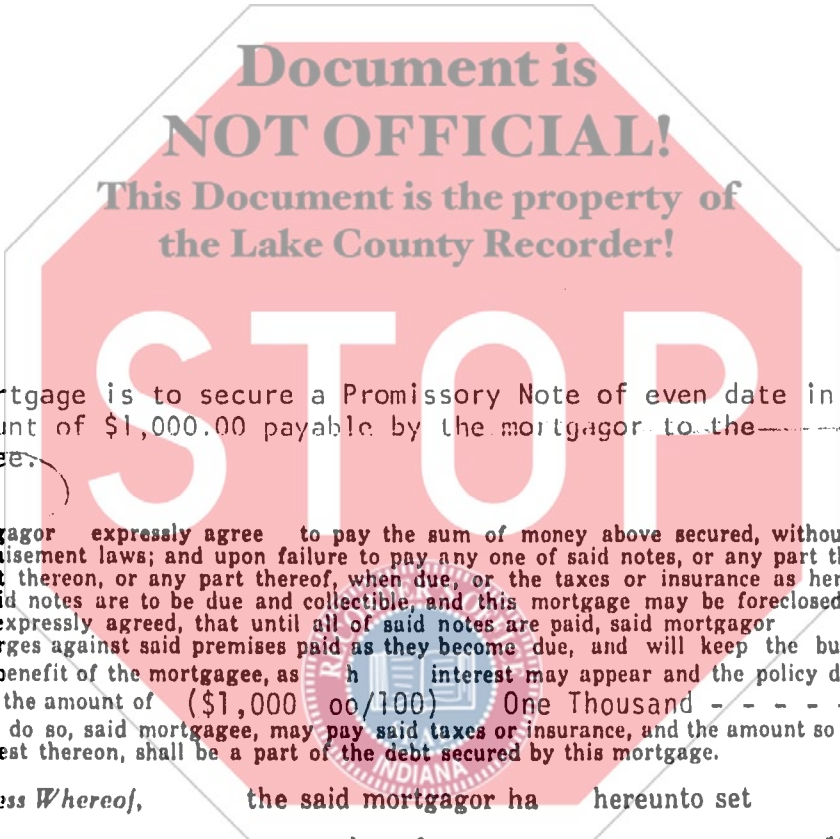 Document is
NOT OFFICIAL!
This Document is the property of
the Lake County Recorder!
STOP
rtgage is to secure a Promissory Note of even date in
unt of $1,000.00 payable by the mortgagor to the
ee.
gagor expressly agree to pay the sum of money above secured, withou
aisement laws; and upon failure to pay any one of said notes, or any part th
t thereon, or any part thereof, when due, or the taxes or insurance as her
id notes are to be due and collectible, and this mortgage may be foreclosed
expressly agreed, that until all of said notes are paid, said mortgagor
rges against said premises paid as they become due, and will keep the bu
benefit of the mortgagee, as h interest may appear and the policy d
the amount of ($1,000 oo/100) One Thousand - - - - -
do so, said mortgagee, may pay said taxes or insurance, and the amount so
est thereon, shall be a part of the debt secured by this mortgage.
INDIANA
ess Whereof, the said mortgagor ha hereunto set